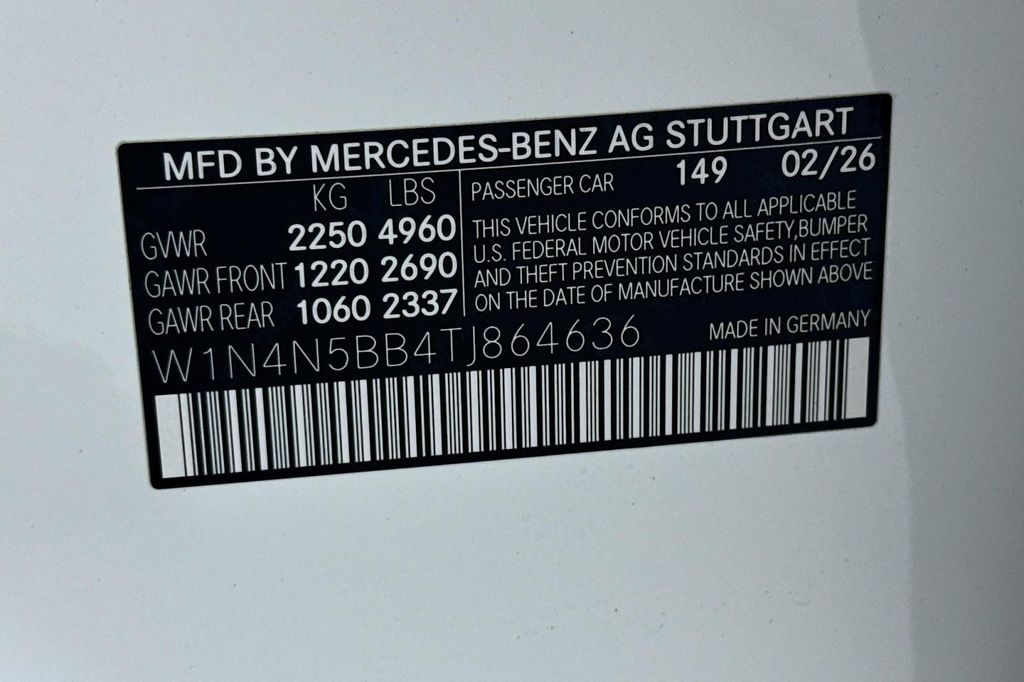 MFD BY MERCEDES-BENZ AG STUTTGART
KG LBS
GVWR 2250 4960
GAWR FRONT 1220 2690
GAWR REAR 1060 2337
PASSENGER CAR 149 02/26
THIS VEHICLE CONFORMS TO ALL APPLICABLE
U.S. FEDERAL MOTOR VEHICLE SAFETY,BUMPER
AND THEFT PREVENTION STANDARDS IN EFFECT
ON THE DATE OF MANUFACTURE SHOWN ABOVE
W1N4N5BB4TJ864636 MADE IN GERMANY